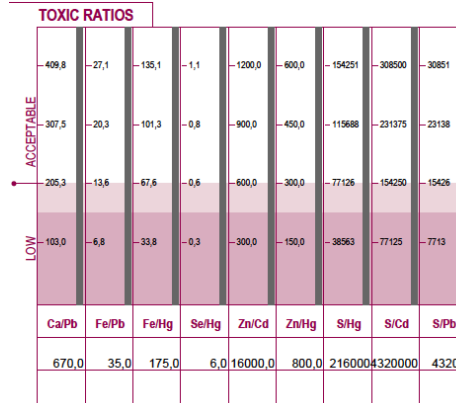 TOXIC RATIOS
ACCEPTABLE
LOW
409,8 27,1 135,1 1,1 1200,0 600,0 154251 308500 30851
307,5 20,3 101,3 0,8 900,0 450,0 115688 231375 23138
205,3 13,6 67,6 0,6 600,0 300,0 77126 154250 15426
103,0 6,8 33,8 0,3 300,0 150,0 38563 77125 7713
Ca/Pb Fe/Pb Fe/Hg Se/Hg Zn/Cd Zn/Hg S/Hg S/Cd S/Pb
670,0 35,0 175,0 6,0 16000,0 800,0 216000 4320000 4320